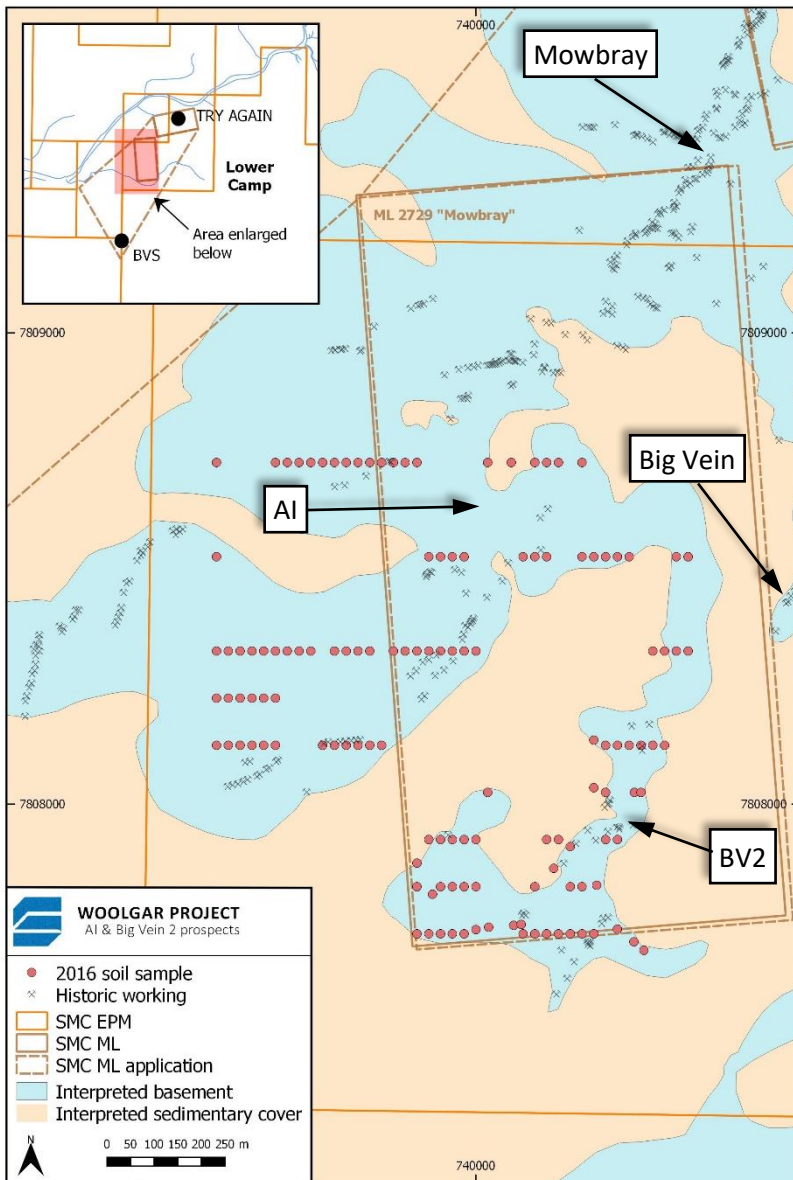 740000
Mowbray
TRY AGAIN
Lower
Camp
Area enlarged
below
BVS
ML 2729 "Mowbray"
7809000
7809000
Big Vein
AI
7808000
7808000
BV2
WOOLGAR PROJECT
AI & Big Vein 2 prospects
2016 soil sample
Historic working
SMC EPM
SMC ML
SMC ML application
Interpreted basement
Interpreted sedimentary cover
N
0 50 100 150 200 250 m
740000